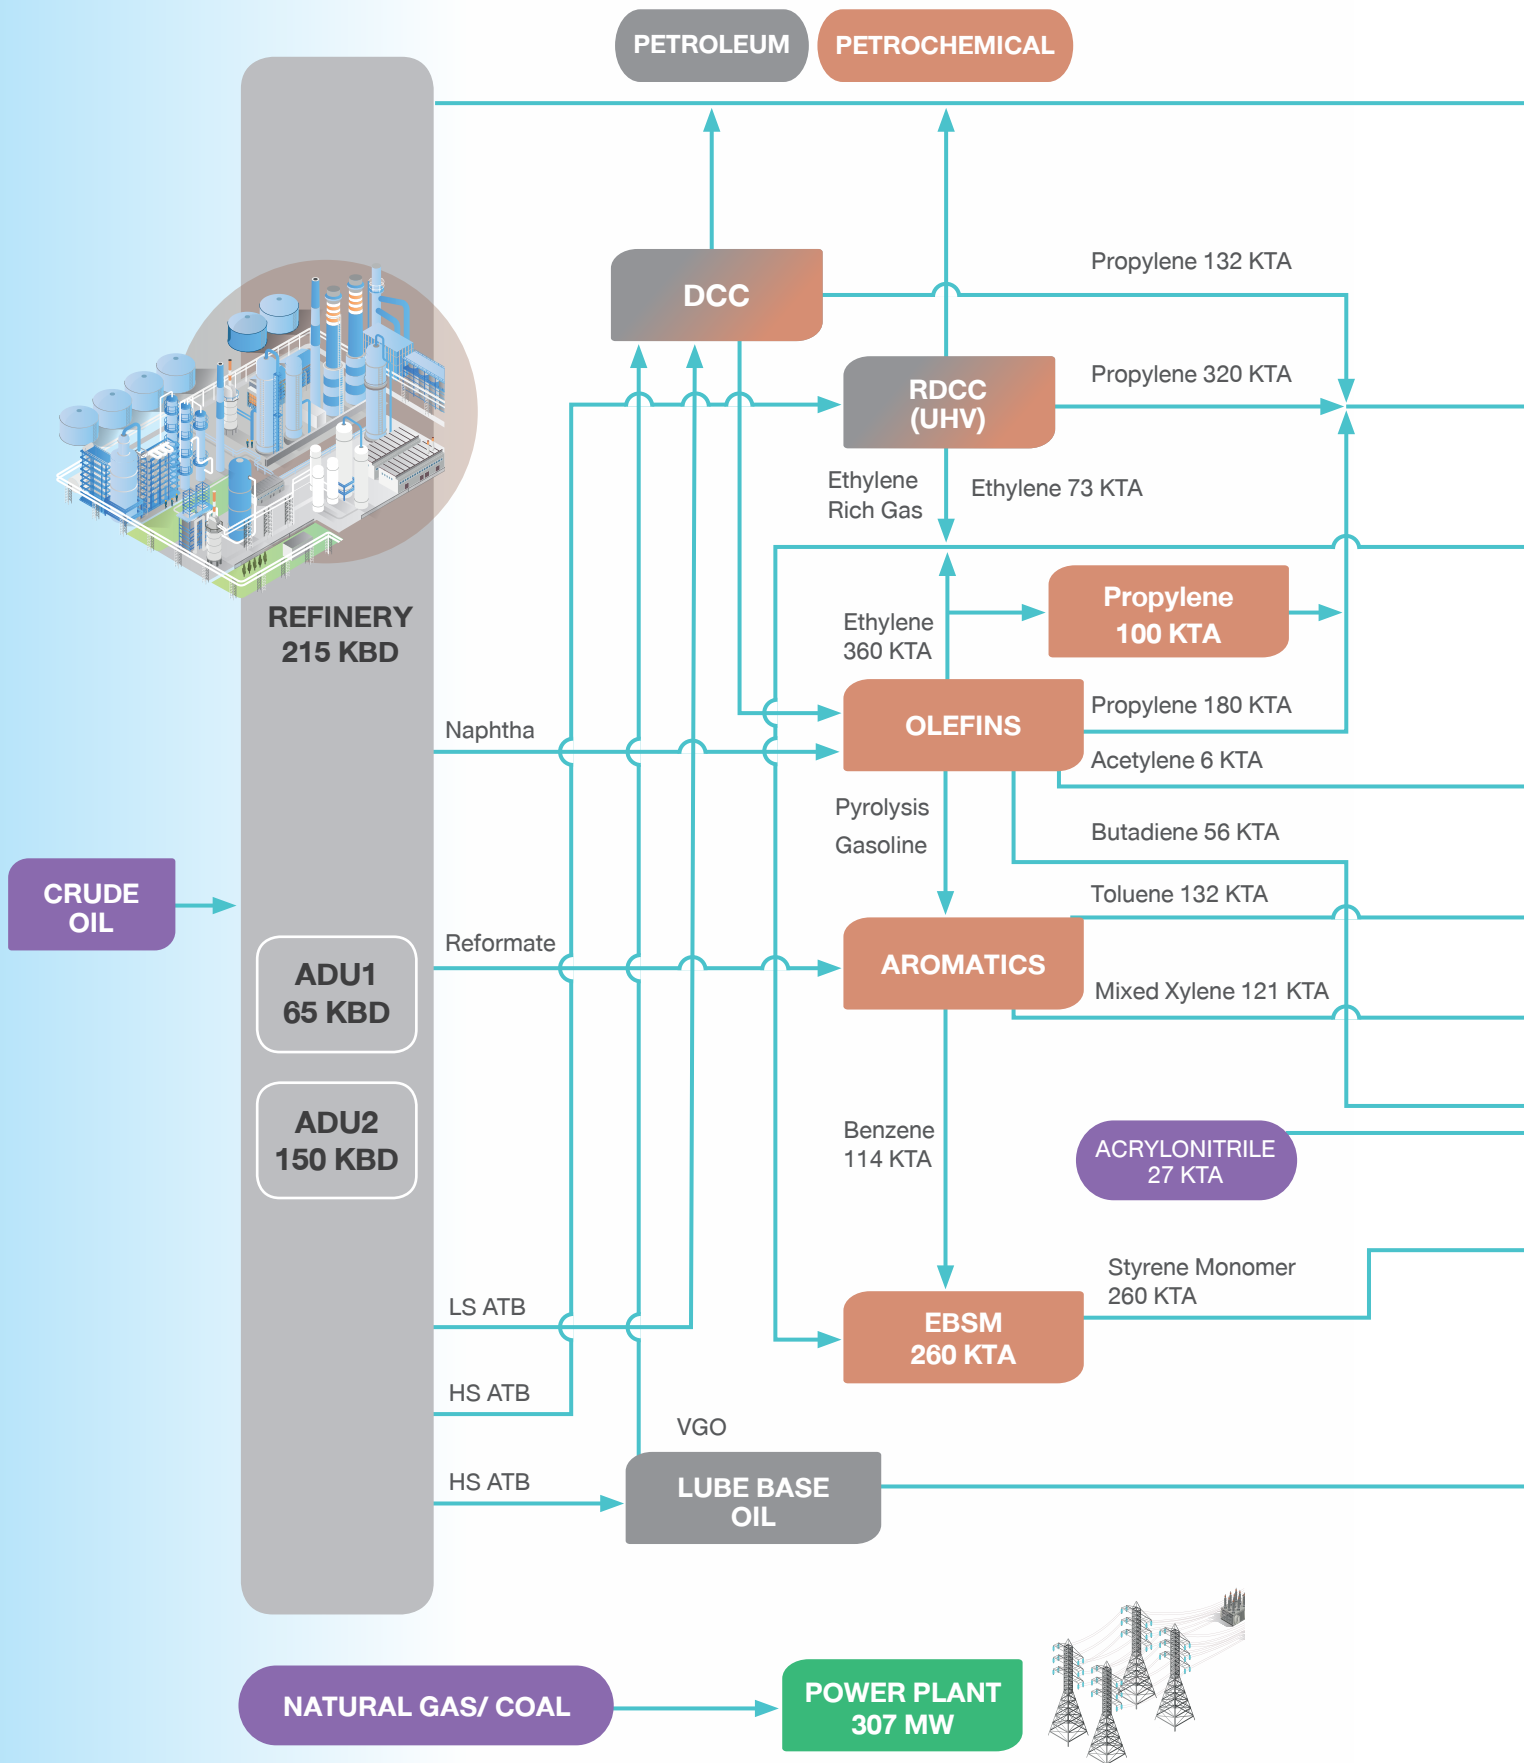 PETROLEUM
PETROCHEMICAL
DCC
Propylene 132 KTA
RDCC
(UHV)
Propylene 320 KTA
Ethylene
Rich Gas
Ethylene 73 KTA
REFINERY
215 KBD
Ethylene
360 KTA
Propylene
100 KTA
Naphtha
OLEFINS
Propylene 180 KTA
Acetylene 6 KTA
Pyrolysis
Gasoline
Butadiene 56 KTA
CRUDE
OIL
Toluene 132 KTA
Reformate
AROMATICS
Mixed Xylene 121 KTA
ADU1
65 KBD
ADU2
150 KBD
Benzene
114 KTA
ACRYLONITRILE
27 KTA
LS ATB
Styrene Monomer
260 KTA
EBSM
260 KTA
HS ATB
VGO
HS ATB
LUBE BASE
OIL
NATURAL GAS/ COAL
POWER PLANT
307 MW